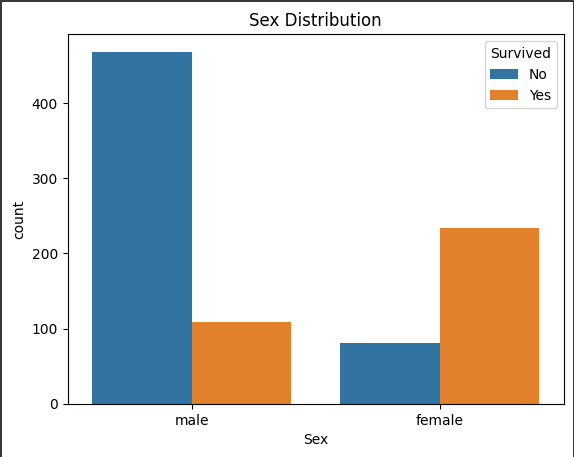 Sex Distribution
Survived
No
Yes
count
400
300
200
100
0
male female
Sex